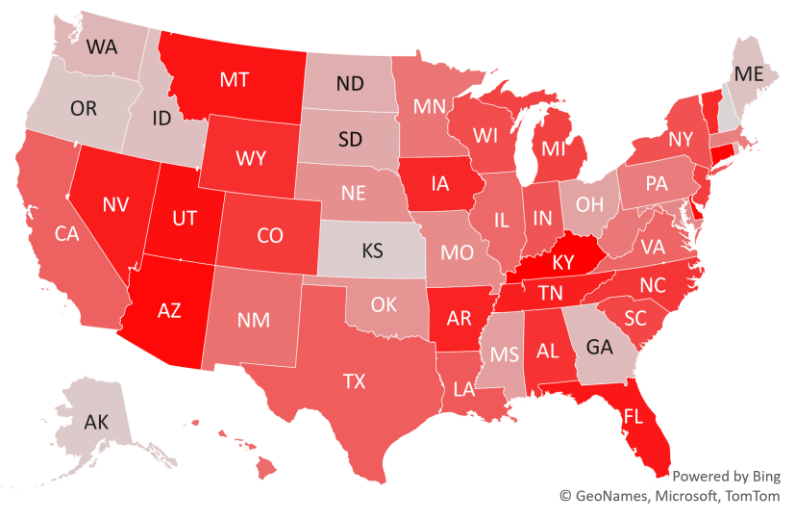 WA
MT
ND
ME
MN
OR
ID
SD
WI
MI
NY
WY
IA
PA
NE
NV
UT
IL
IN
OH
CO
CA
KS
MO
VA
KY
NC
TN
AZ
NM
OK
AR
SC
MS
AL
GA
TX
LA
FL
AK
Powered by Bing
© GeoNames, Microsoft, TomTom